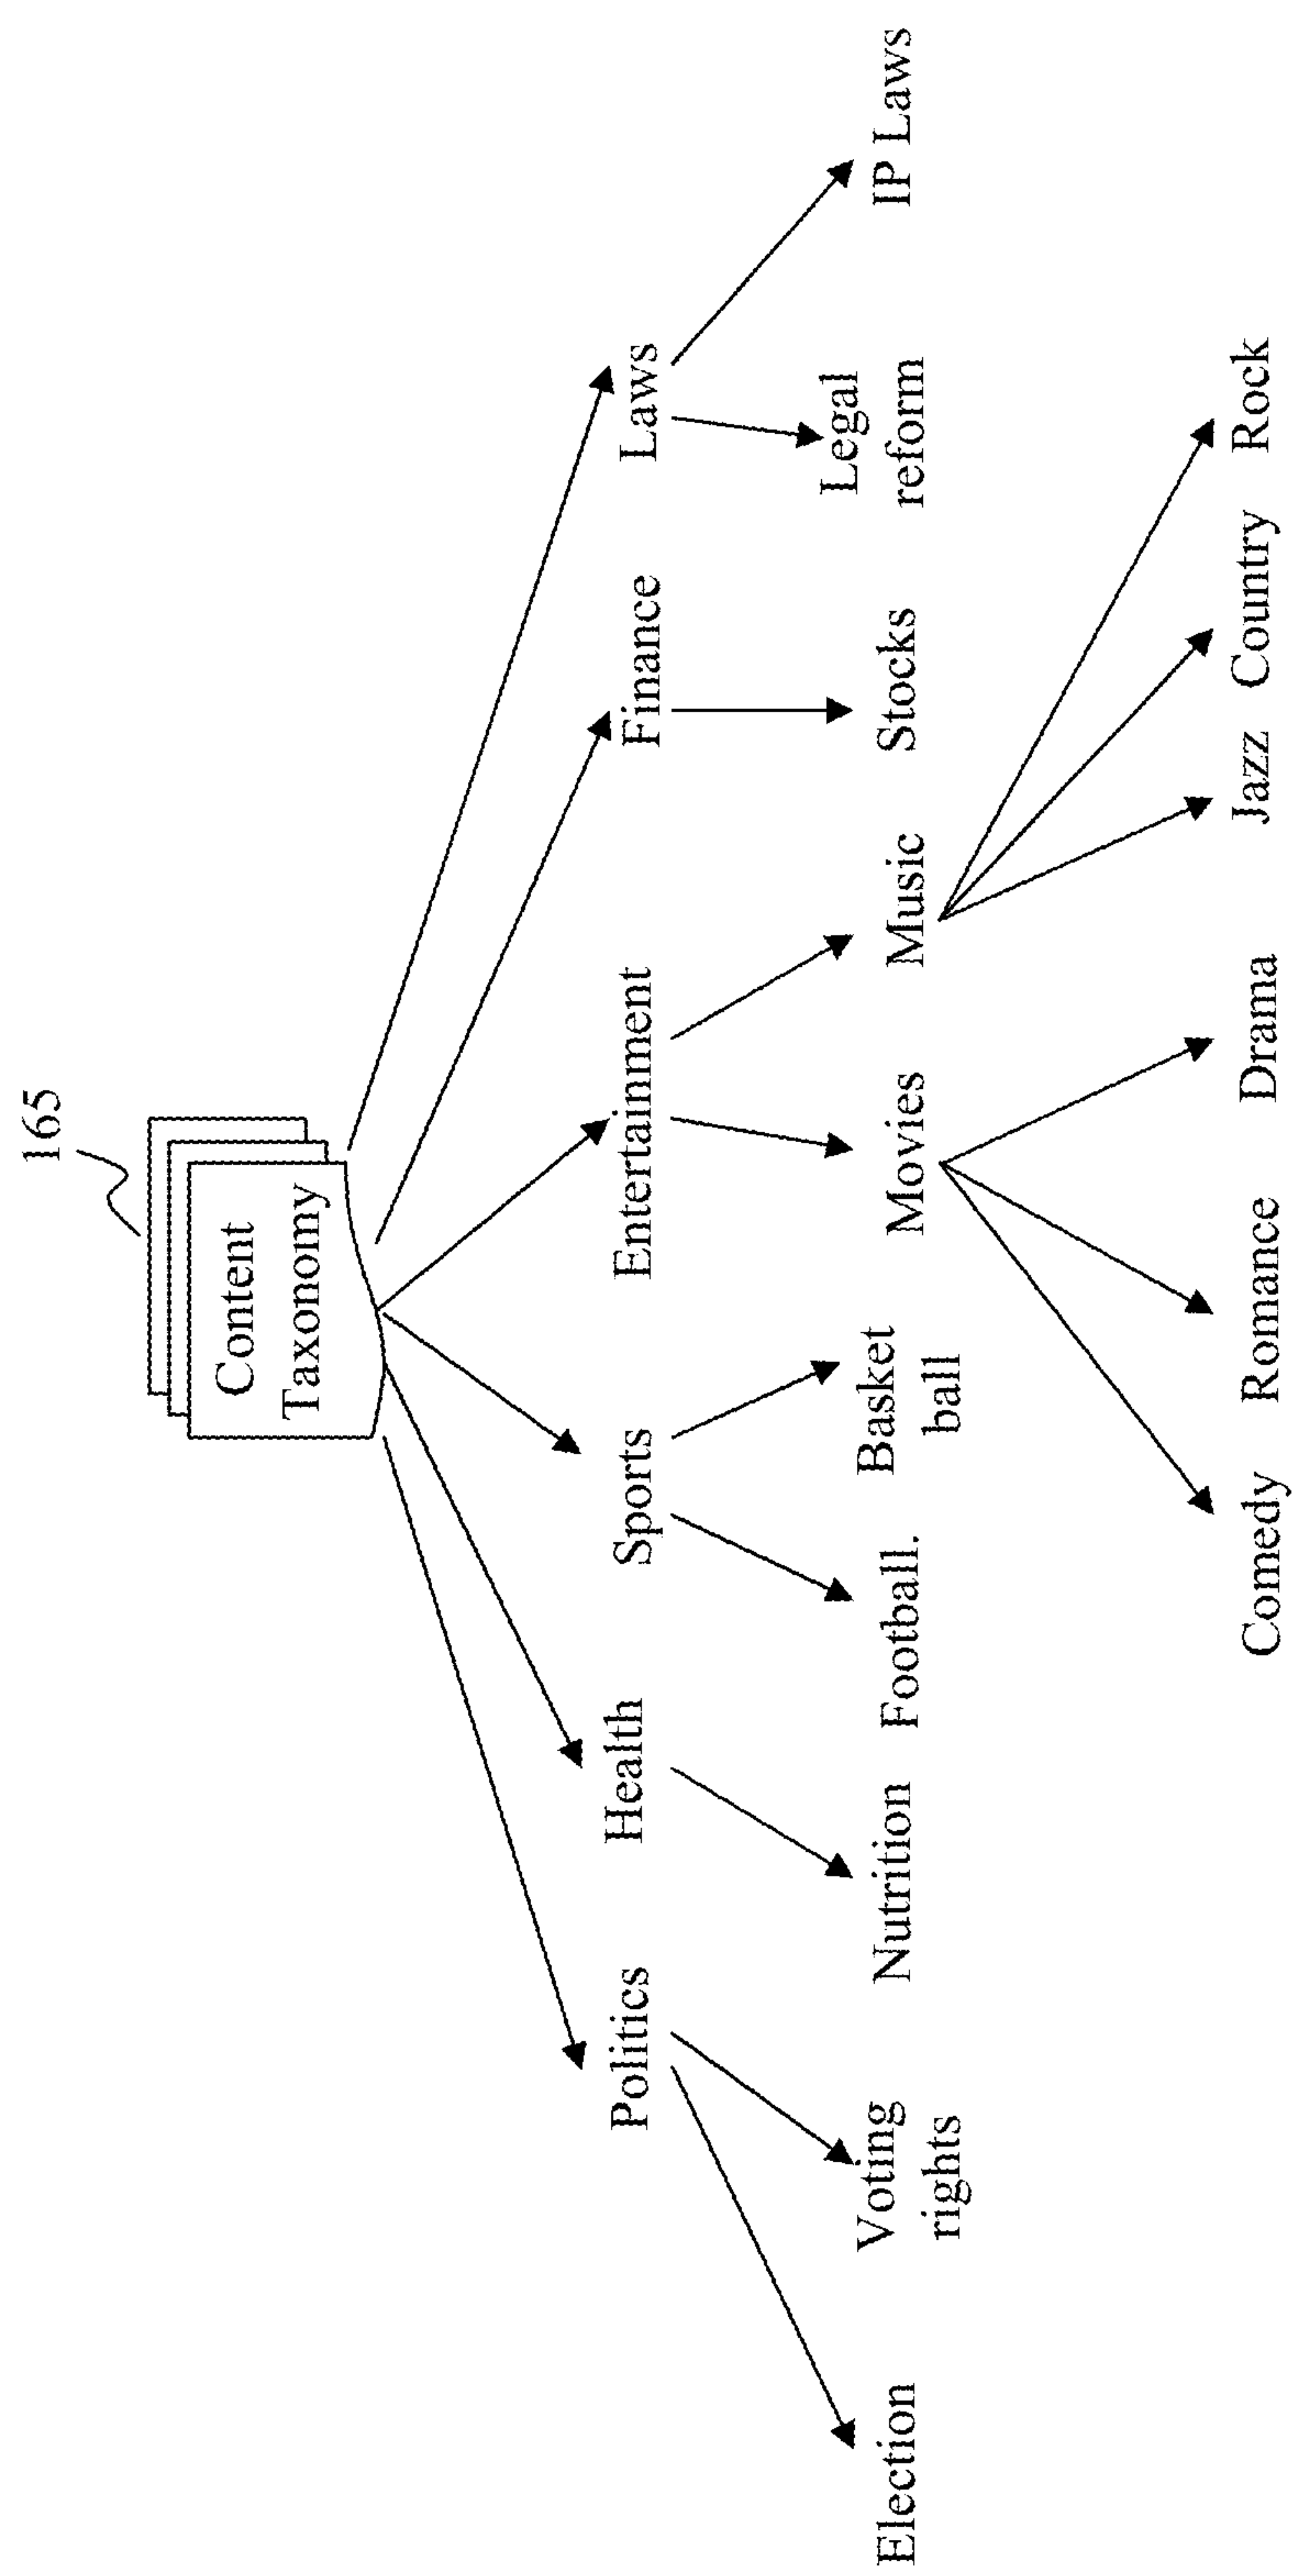 165
Content
Taxonomy
Politics
Health
Sports
Entertainment
Finance
Laws
Election
Voting
rights
Nutrition
Football.
Basket
ball
Movies
Music
Stocks
Legal
reform
IP Laws
Comedy
Romance
Drama
Jazz
Country
Rock